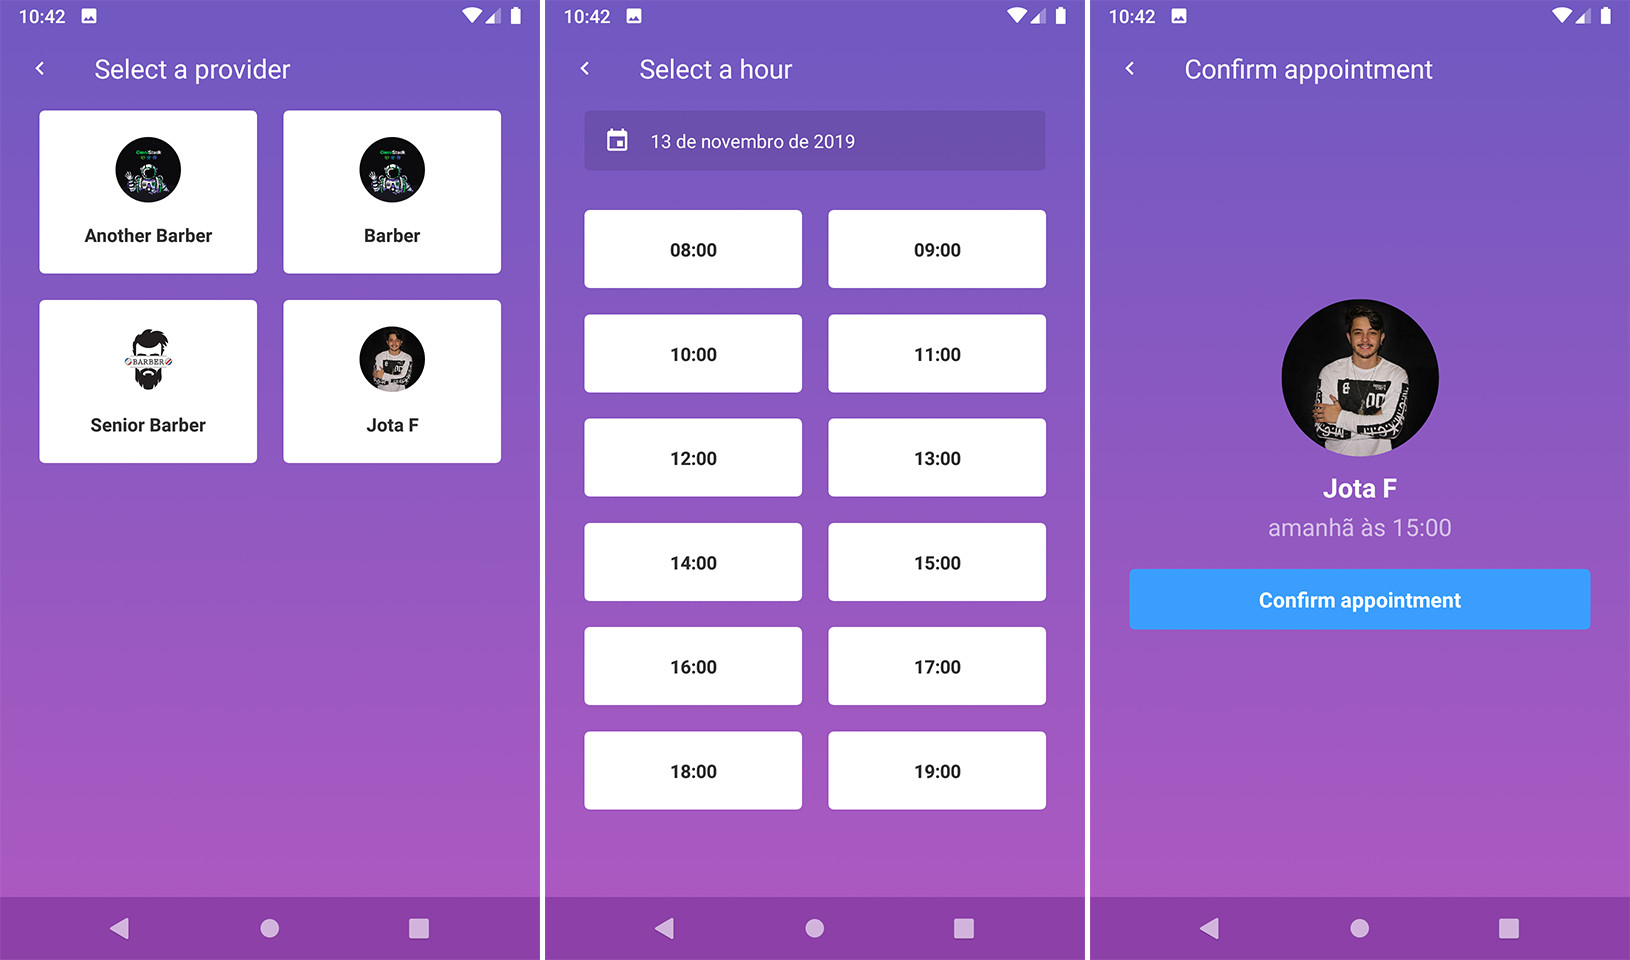 10:42
Select a provider
OmniStack
Another Barber
OmniStack
Barber
BARBER
Senior Barber
Jota F
10:42
Select a hour
13 de novembro de 2019
08:00
09:00
10:00
11:00
12:00
13:00
14:00
15:00
16:00
17:00
18:00
19:00
10:42
Confirm appointment
Jota F
amanhã às 15:00
Confirm appointment